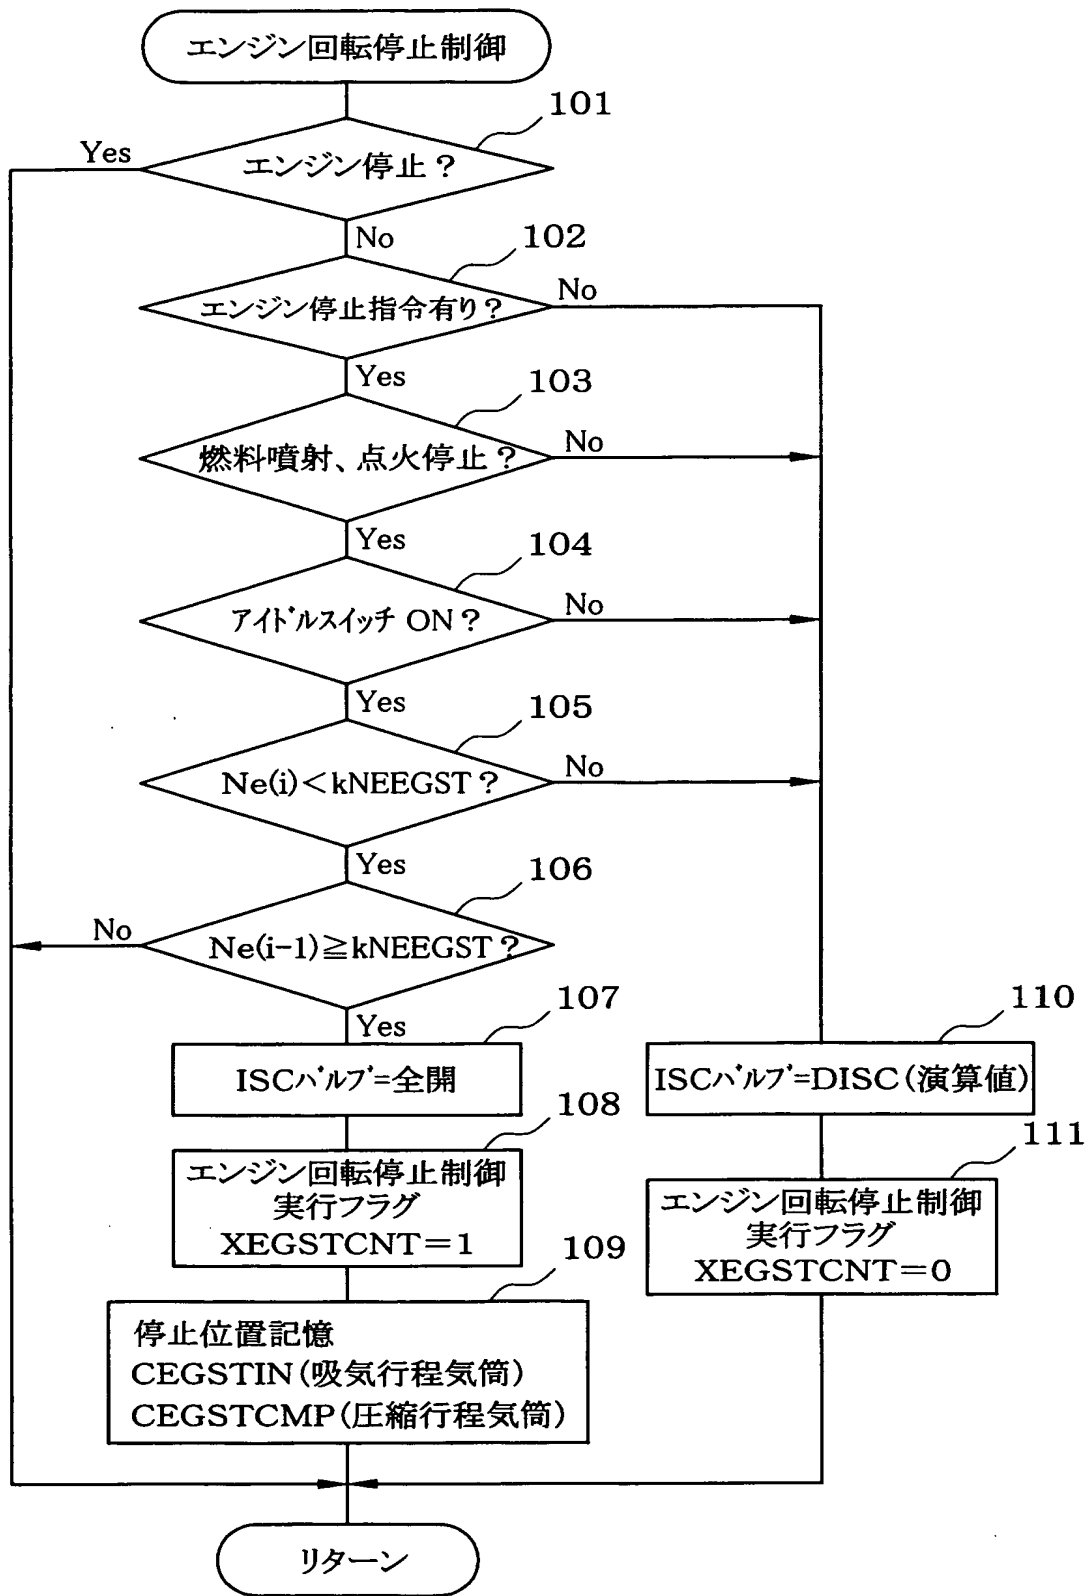 エンジン回転停止制御
101
エンジン停止?
Yes
No
102
エンジン停止指令有り?
No
Yes
103
燃料噴射、点火停止?
No
Yes
104
アイドルスイッチ ON?
No
Yes
105
Ne(i)<kNEEGST?
No
Yes
106
Ne(i-1)≧kNEEGST?
No
Yes
107
ISCバルブ=全開
108
エンジン回転停止制御
実行フラグ
XEGSTCNT=1
109
停止位置記憶
CEGSTIN(吸気行程気筒)
CEGSTCMP(圧縮行程気筒)
110
ISCバルブ=DISC(演算値)
111
エンジン回転停止制御
実行フラグ
XEGSTCNT=0
リターン